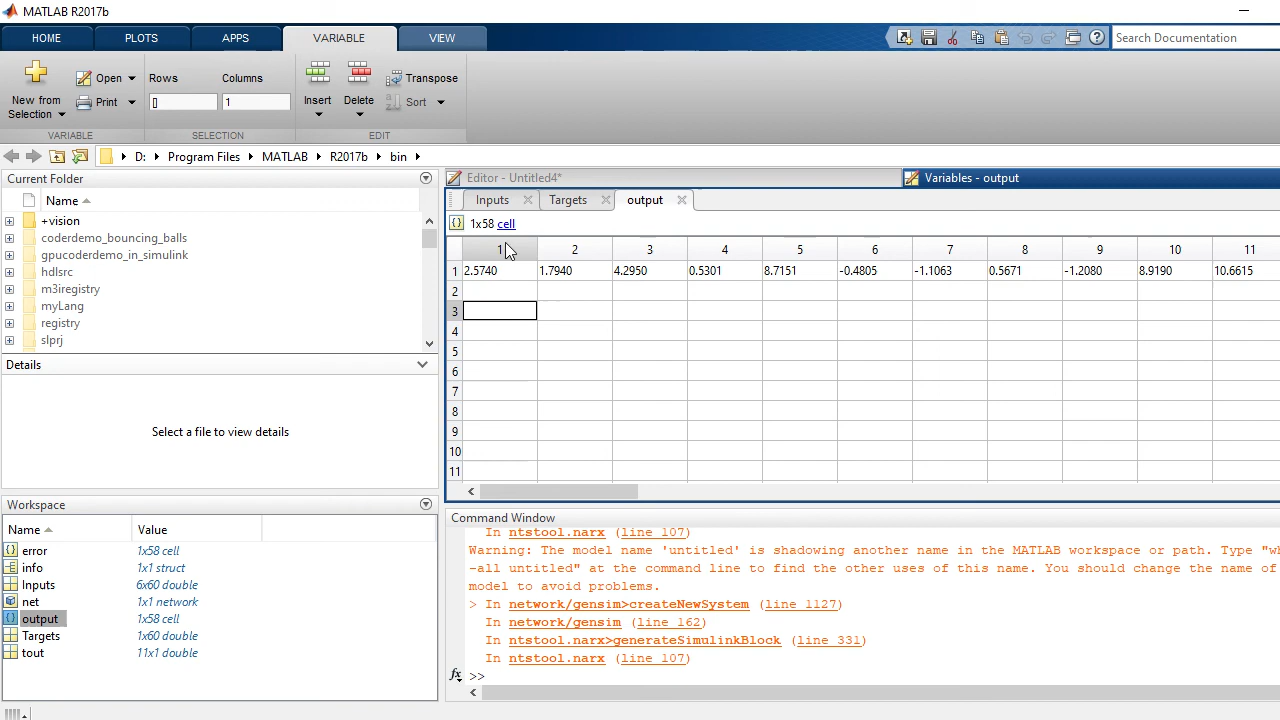 MATLAB R2017b
HOME PLOTS APPS VARIABLE VIEW
Search Documentation
New from
Selection
Open
Print
Rows
[]
Columns
1
Insert
Delete
Transpose
Sort
VARIABLE SELECTION EDIT
D: Program Files MATLAB R2017b bin
Current Folder
Name
+vision
coderdemo_bouncing_balls
gpucoderdemo_in_simulink
hdlsrc
m3iregistry
myLang
registry
slprj
Details
Select a file to view details
Workspace
Name Value
error 1x58 cell
info 1x1 struct
Inputs 6x60 double
net 1x1 network
output 1x58 cell
Targets 1x60 double
tout 11x1 double
Editor - Untitled4*
Variables - output
Inputs Targets output
1x58 cell
1 2 3 4 5 6 7 8 9 10 11
1 2.5740 1.7940 4.2950 0.5301 8.7151 -0.4805 -1.1063 0.5671 -1.2080 8.9190 10.6615
2
3
4
5
6
7
8
9
10
11
Command Window
In ntstool.narx (line 107)
Warning: The model name 'untitled' is shadowing another name in the MATLAB workspace or path. Type "wh
-all untitled" at the command line to find the other uses of this name. You should change the name of
model to avoid problems.
> In network/gensim>createNewSystem (line 1127)
In network/gensim (line 162)
In ntstool.narx>generateSimulinkBlock (line 331)
In ntstool.narx (line 107)
fx >>